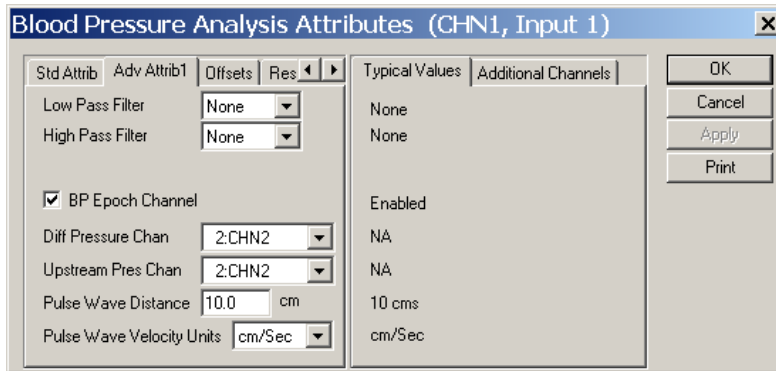 Blood Pressure Analysis Attributes (CHN1, Input 1)
Std Attrib Adv Attrib1 Offsets Res
Typical Values Additional Channels
OK
Cancel
Apply
Print
Low Pass Filter None None
High Pass Filter None None
BP Epoch Channel Enabled
Diff Pressure Chan 2:CHN2 NA
Upstream Pres Chan 2:CHN2 NA
Pulse Wave Distance 10.0 cm 10 cms
Pulse Wave Velocity Units cm/Sec cm/Sec